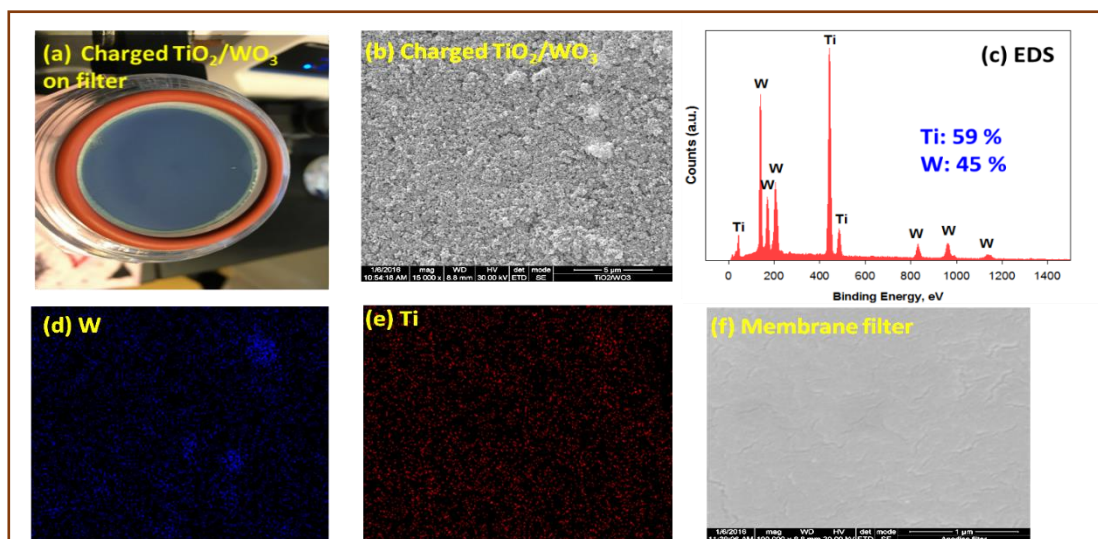 (a) Charged TiO₂/WO₃
on filter
(b) Charged TiO₂/WO₃
1/6/2016 mag WD HV det mode 5 µm
10:54:18 AM 15 000 x 8.8 mm 30.00 kV ETD SE TiO2/WO3
(c) EDS
Ti
W
W
W
Ti
Ti
W
W
W
Ti: 59 %
W: 45 %
Counts (a.u.)
0 200 400 600 800 1000 1200 1400
Binding Energy, eV
(d) W
(e) Ti
(f) Membrane filter
1/6/2016 mag WD HV det mode 1 µm